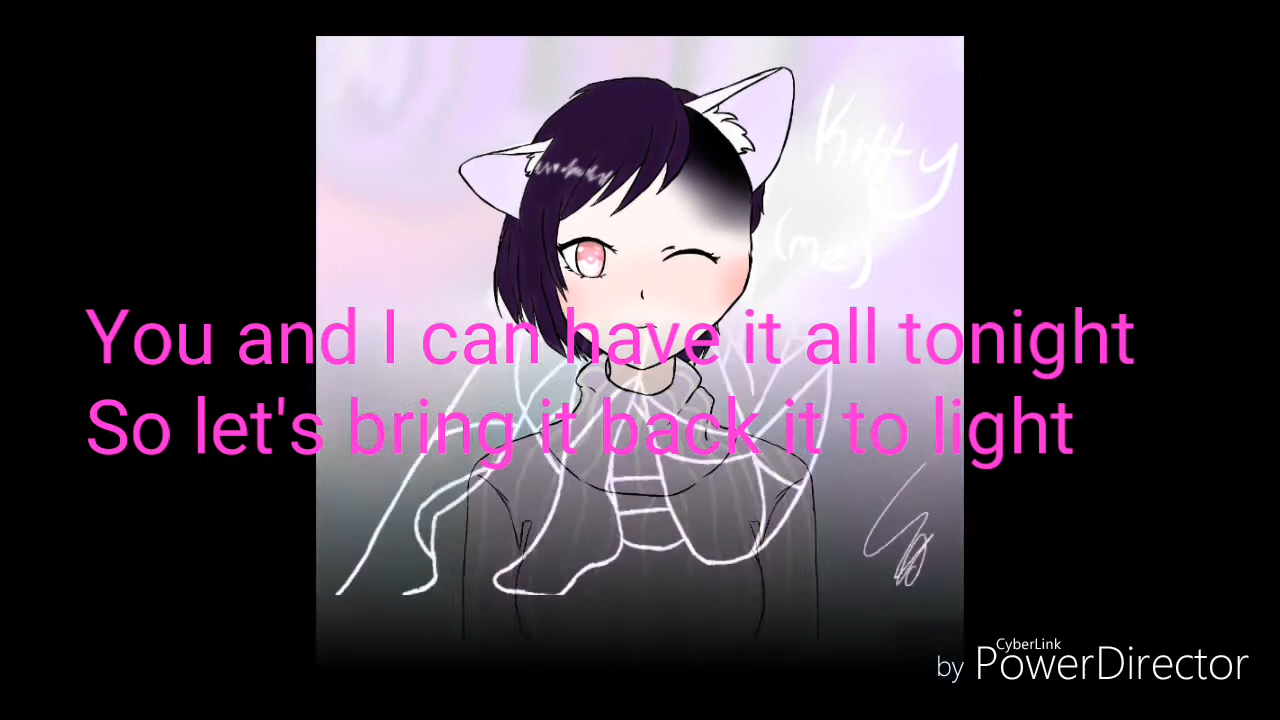 Kitty
(me)
You and I can have it all tonight
So let's bring it back it to light
CyberLink
by PowerDirector